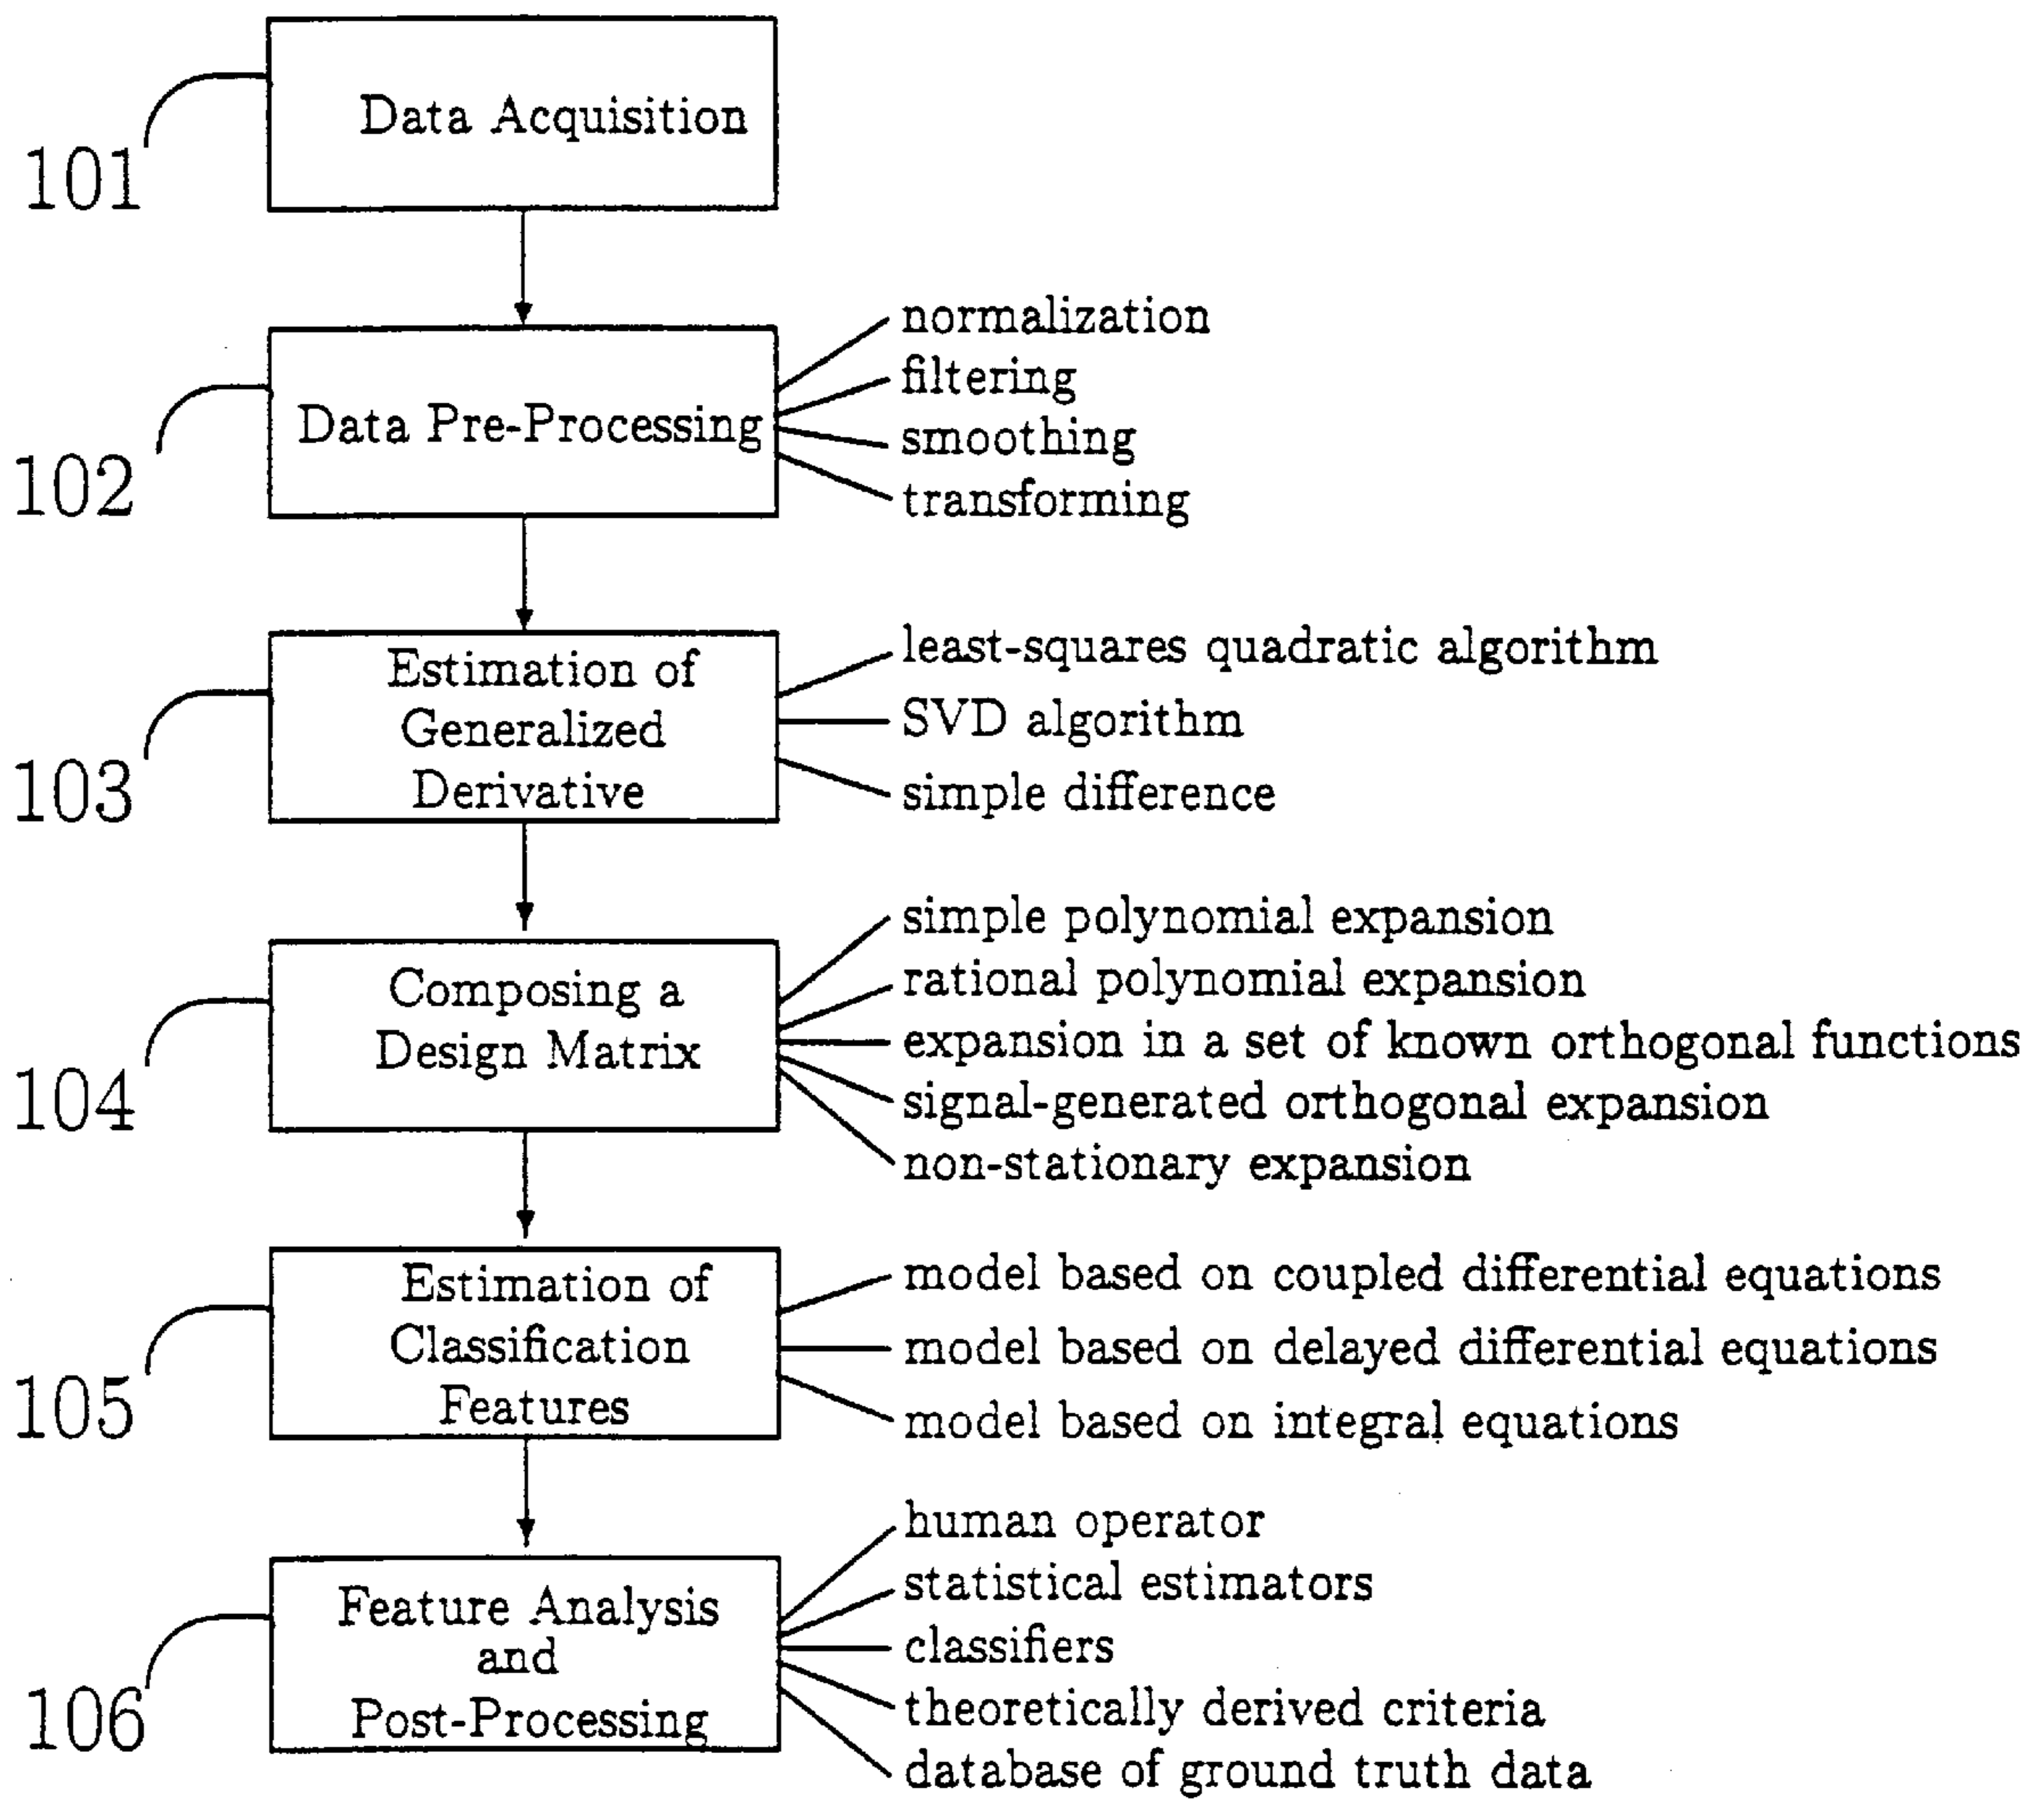 Data Acquisition
101
Data Pre-Processing
102
normalization
filtering
smoothing
transforming
Estimation of
Generalized
Derivative
103
least-squares quadratic algorithm
SVD algorithm
simple difference
Composing a
Design Matrix
104
simple polynomial expansion
rational polynomial expansion
expansion in a set of known orthogonal functions
signal-generated orthogonal expansion
non-stationary expansion
Estimation of
Classification
Features
105
model based on coupled differential equations
model based on delayed differential equations
model based on integral equations
Feature Analysis
and
Post-Processing
106
human operator
statistical estimators
classifiers
theoretically derived criteria
database of ground truth data